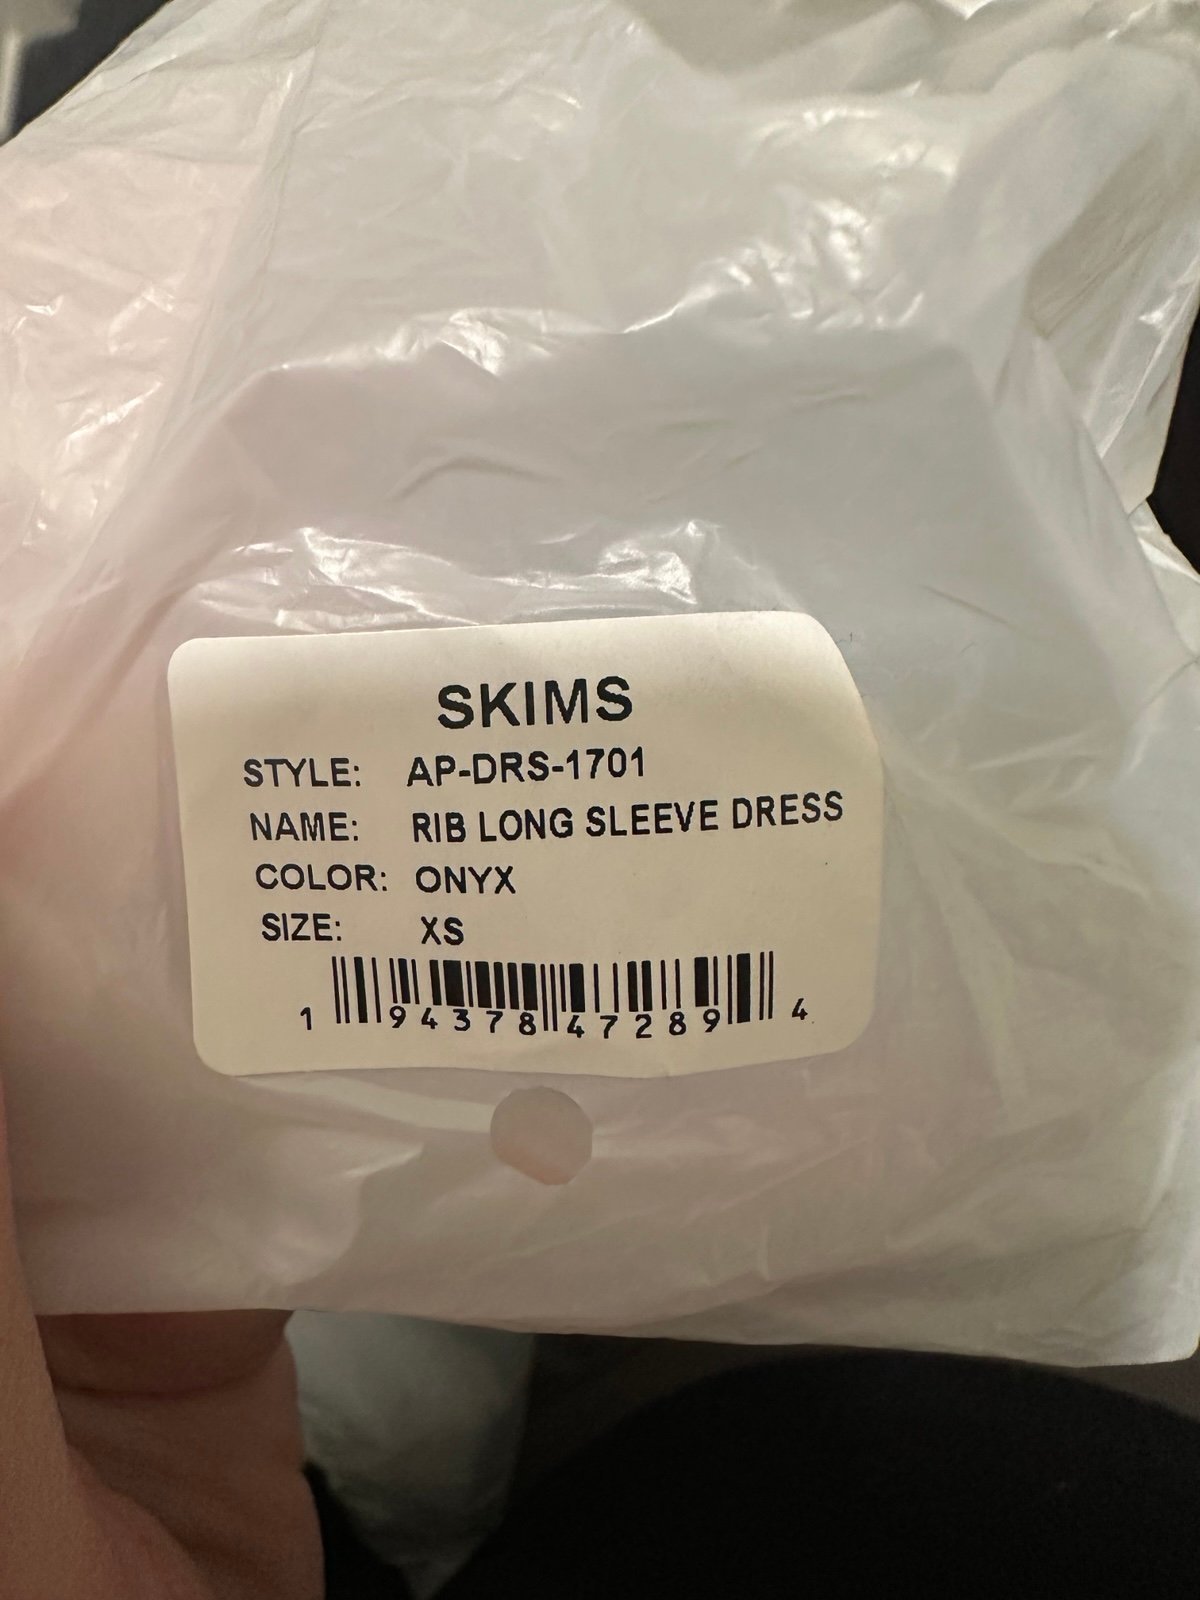 SKIMS
STYLE: AP-DRS-1701
NAME: RIB LONG SLEEVE DRESS
COLOR: ONYX
SIZE: XS
1 94378 47289 4